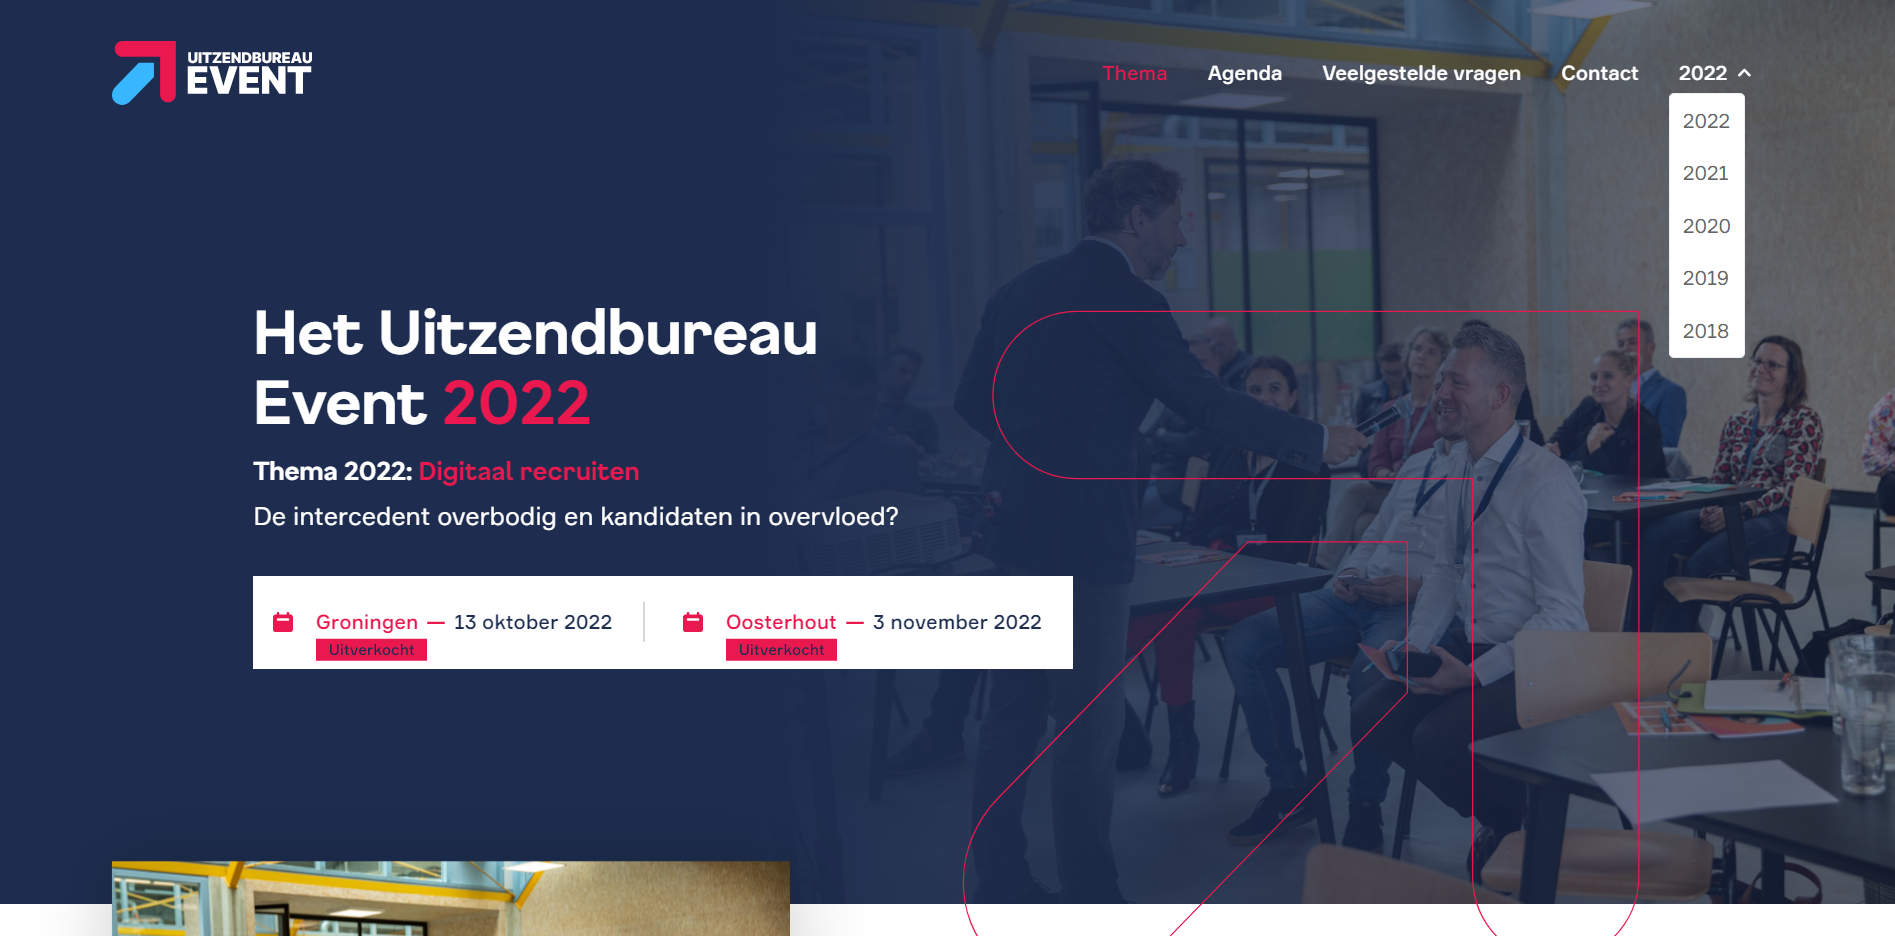 UITZENDBUREAU
EVENT
Thema
Agenda
Veelgestelde vragen
Contact
2022
2022
2021
2020
2019
2018
Het Uitzendbureau
Event 2022
Thema 2022: Digitaal recruiten
De intercedent overbodig en kandidaten in overvloed?
Groningen — 13 oktober 2022
Uitverkocht
Oosterhout — 3 november 2022
Uitverkocht